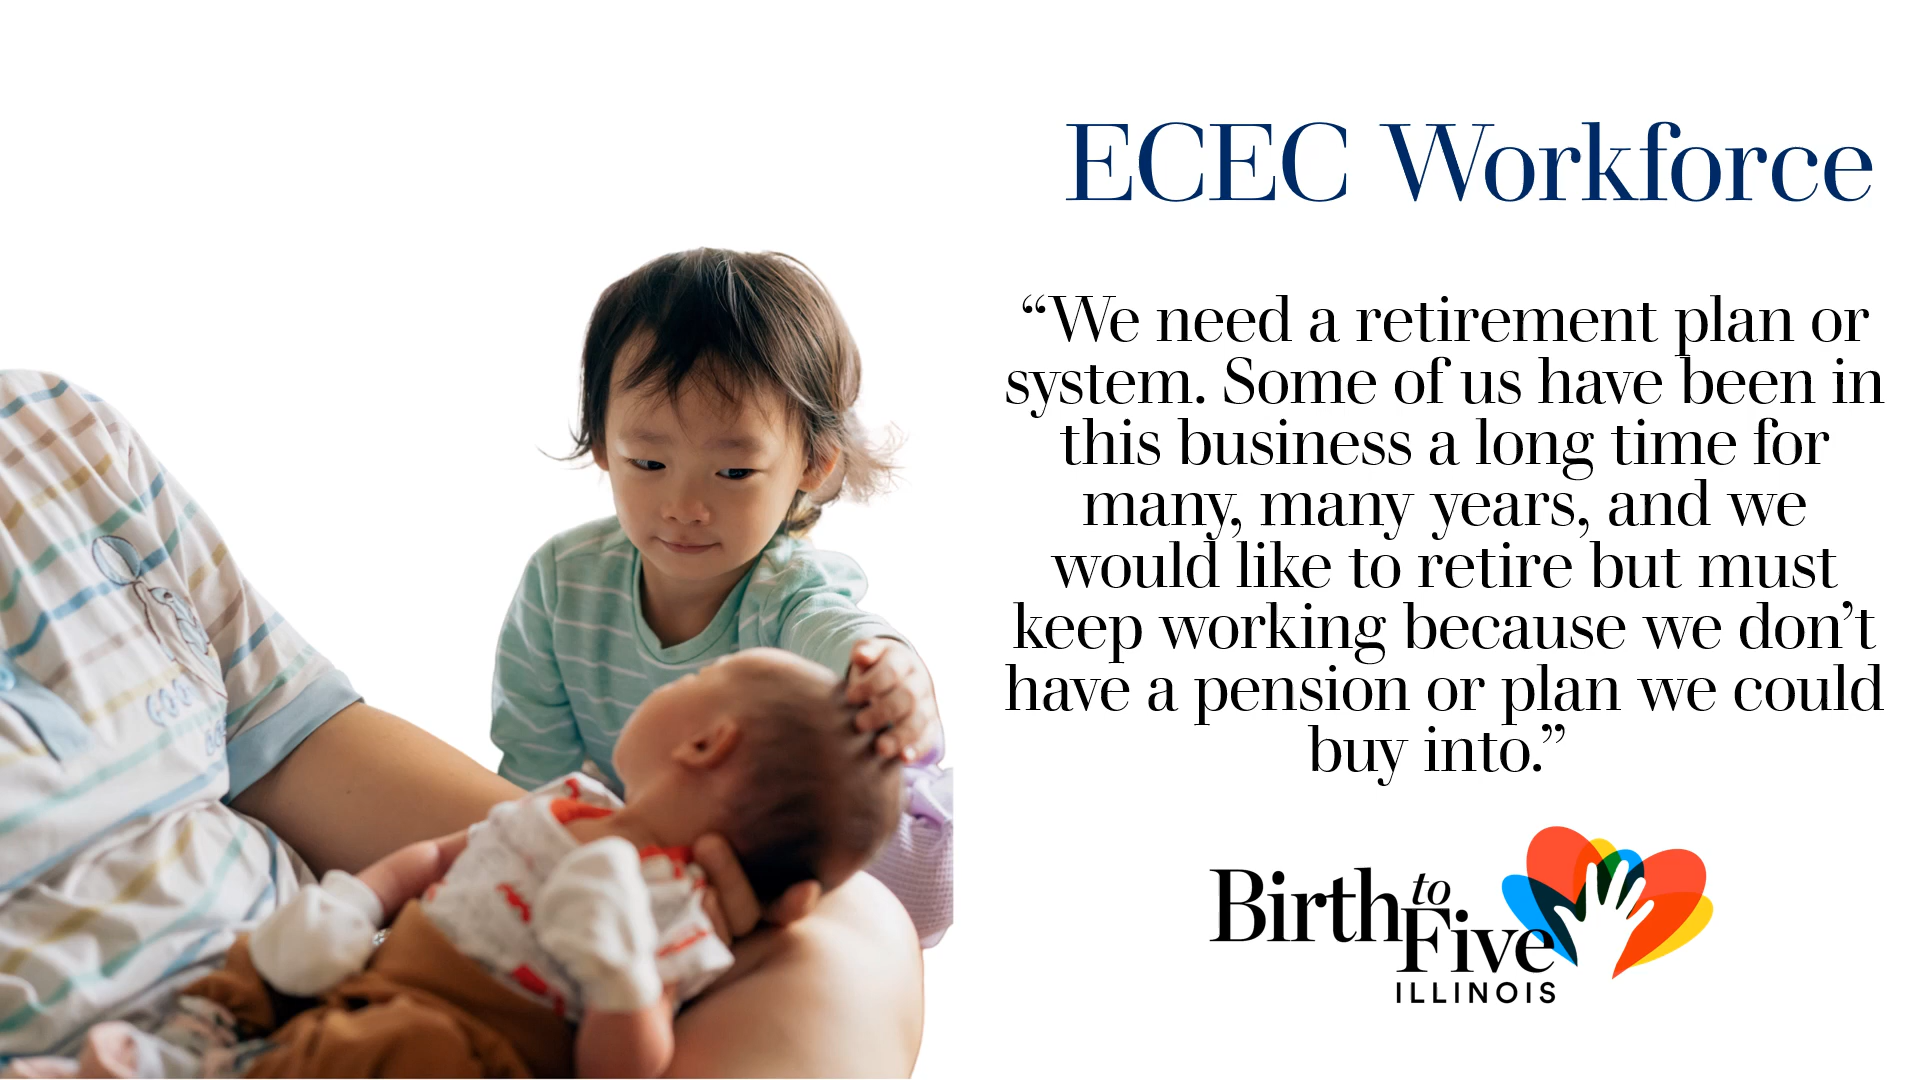 ECEC Workforce
“We need a retirement plan or
system. Some of us have been in
this business a long time for
many, many years, and we
would like to retire but must
keep working because we don’t
have a pension or plan we could
buy into.”
Birth to
Five
ILLINOIS